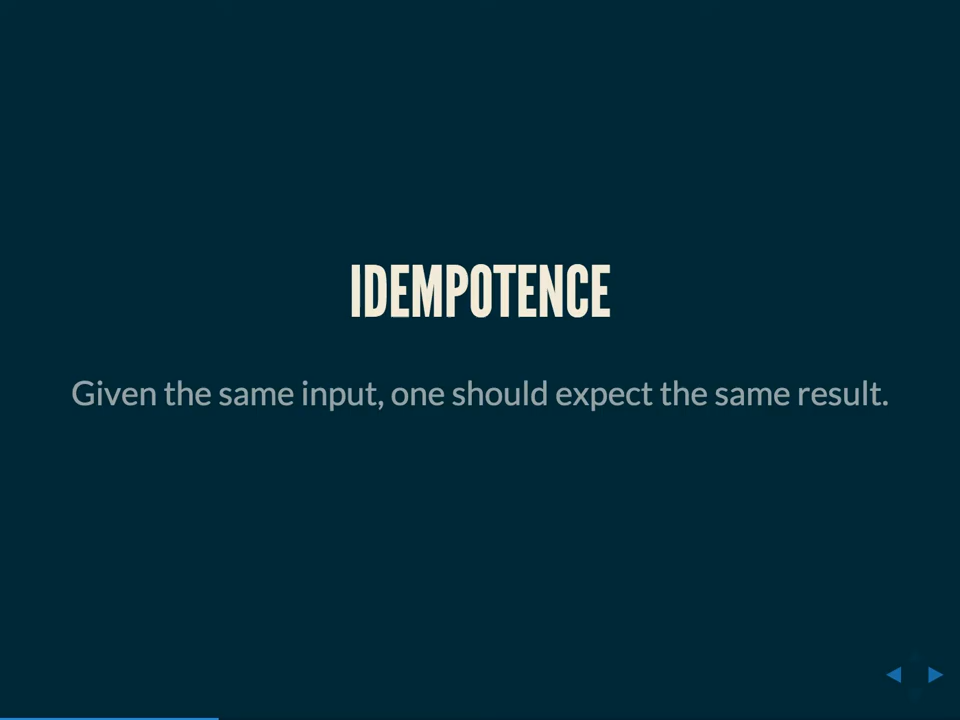 IDEMPOTENCE
Given the same input, one should expect the same result.